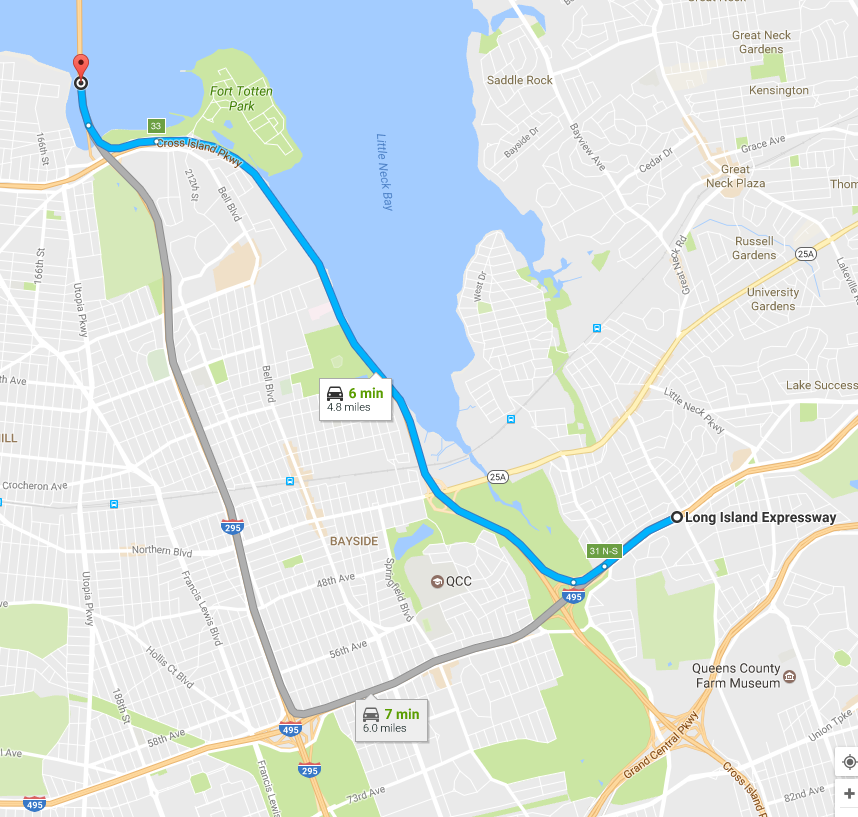 Great Neck
Gardens
Saddle Rock
Kensington
Fort Totten
Park
33
Cross Island Pkwy
166th St
Little Neck Bay
Bayside Dr
Bayview Ave
Cedar Dr
Grace Ave
Great
Neck Plaza
212th St
Bell Blvd
Thom
166th St
Utopia Pkwy
West Dr
Great Neck Rd
Russell
Gardens
25A
Lakeville
University
Gardens
th Ave
Bell Blvd
6 min
4.8 miles
Lake Success
Little Neck Pkwy
HILL
Crocheron Ave
25A
295
Long Island Expressway
BAYSIDE
Northern Blvd
31 N-S
48th Ave
QCC
495
Springfield Blvd
Utopia Pkwy
Francis Lewis Blvd
56th Ave
Hollis Ct Blvd
188th St
Queens County
Farm Museum
7 min
6.0 miles
495
58th Ave
l Ave
Union Tpke
Grand Central Pkwy
295
Francis L
73rd Ave
Cross Island P
82nd Ave
495